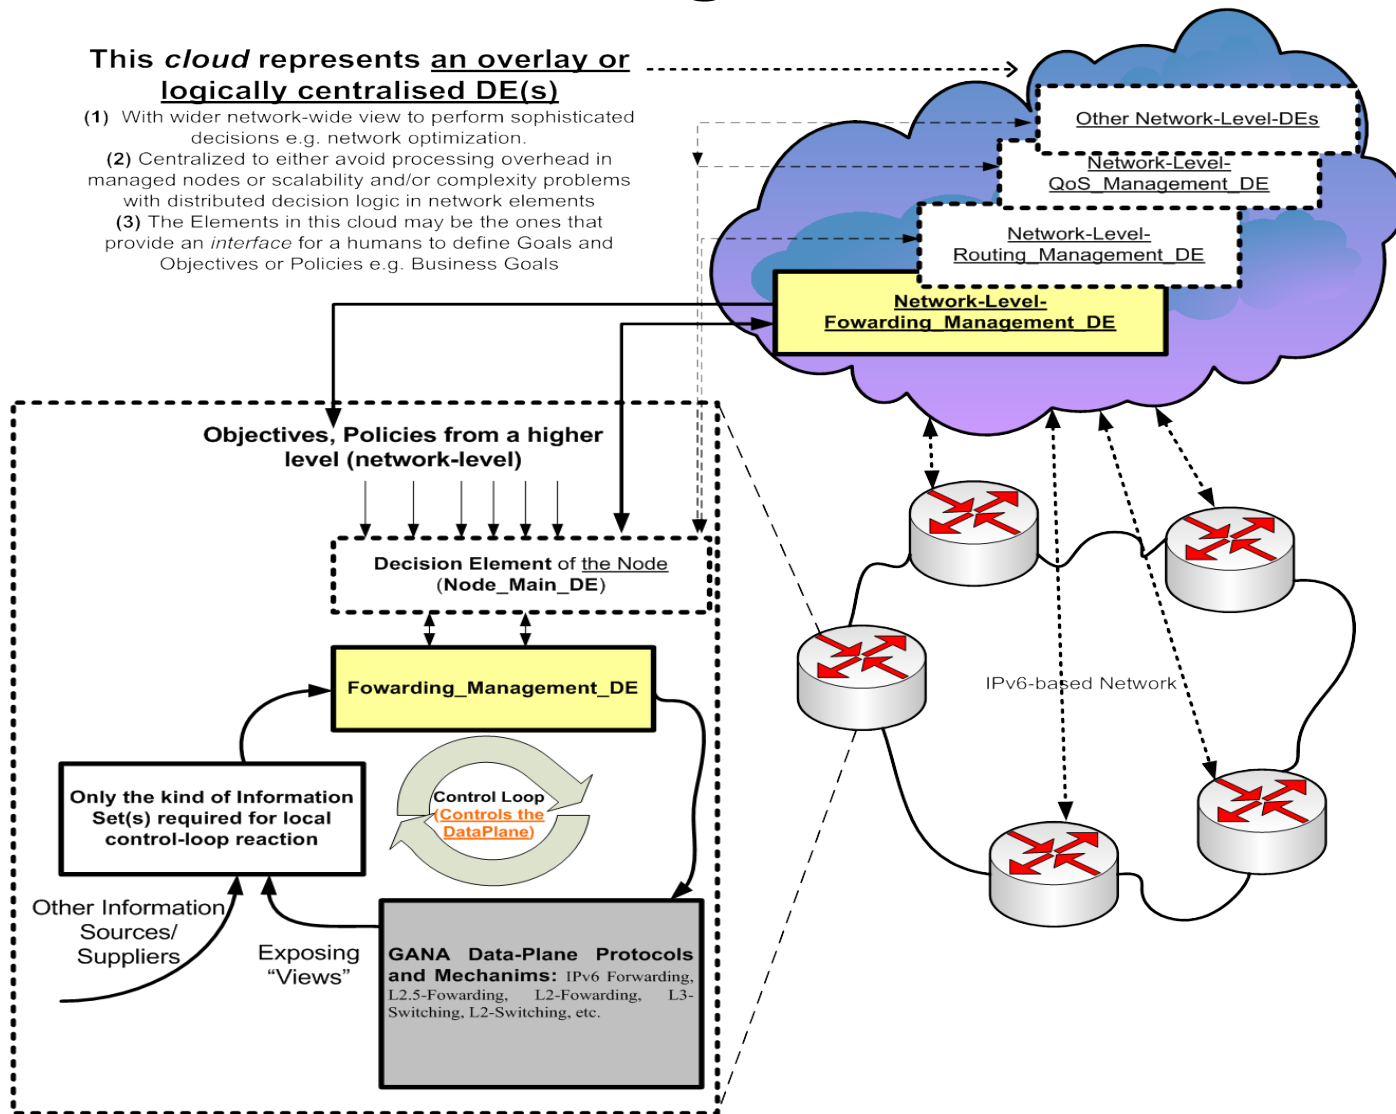 This cloud represents an overlay or
logically centralised DE(s)
(1) With wider network-wide view to perform sophisticated
decisions e.g. network optimization.
(2) Centralized to either avoid processing overhead in
managed nodes or scalability and/or complexity problems
with distributed decision logic in network elements
(3) The Elements in this cloud may be the ones that
provide an interface for a humans to define Goals and
Objectives or Policies e.g. Business Goals
Other Network-Level-DEs
Network-Level-
QoS_Management_DE
Network-Level-
Routing_Management_DE
Network-Level-
Fowarding_Management_DE
Objectives, Policies from a higher
level (network-level)
Decision Element of the Node
(Node_Main_DE)
Fowarding_Management_DE
Only the kind of Information
Set(s) required for local
control-loop reaction
Control Loop
(Controls the
DataPlane)
Other Information
Sources/
Suppliers
Exposing
“Views”
GANA Data-Plane Protocols
and Mechanims: IPv6 Forwarding,
L2.5-Fowarding, L2-Fowarding, L3-
Switching, L2-Switching, etc.
IPv6-based Network